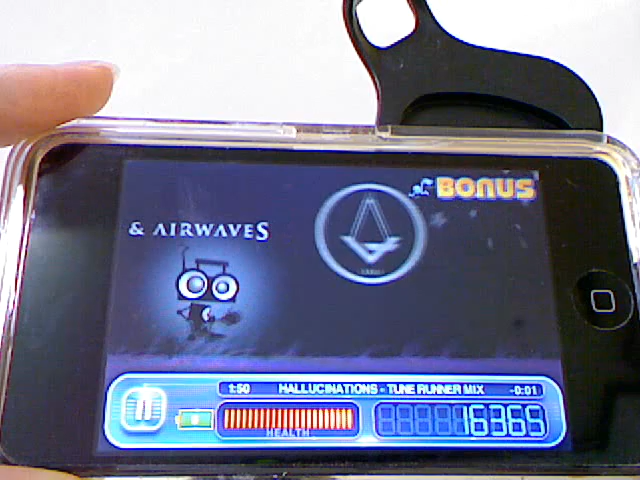 BONUS
& AIRWAVES
1:50 HALLUCINATIONS - TUNE RUNNER MIX -0:01
HEALTH
16365